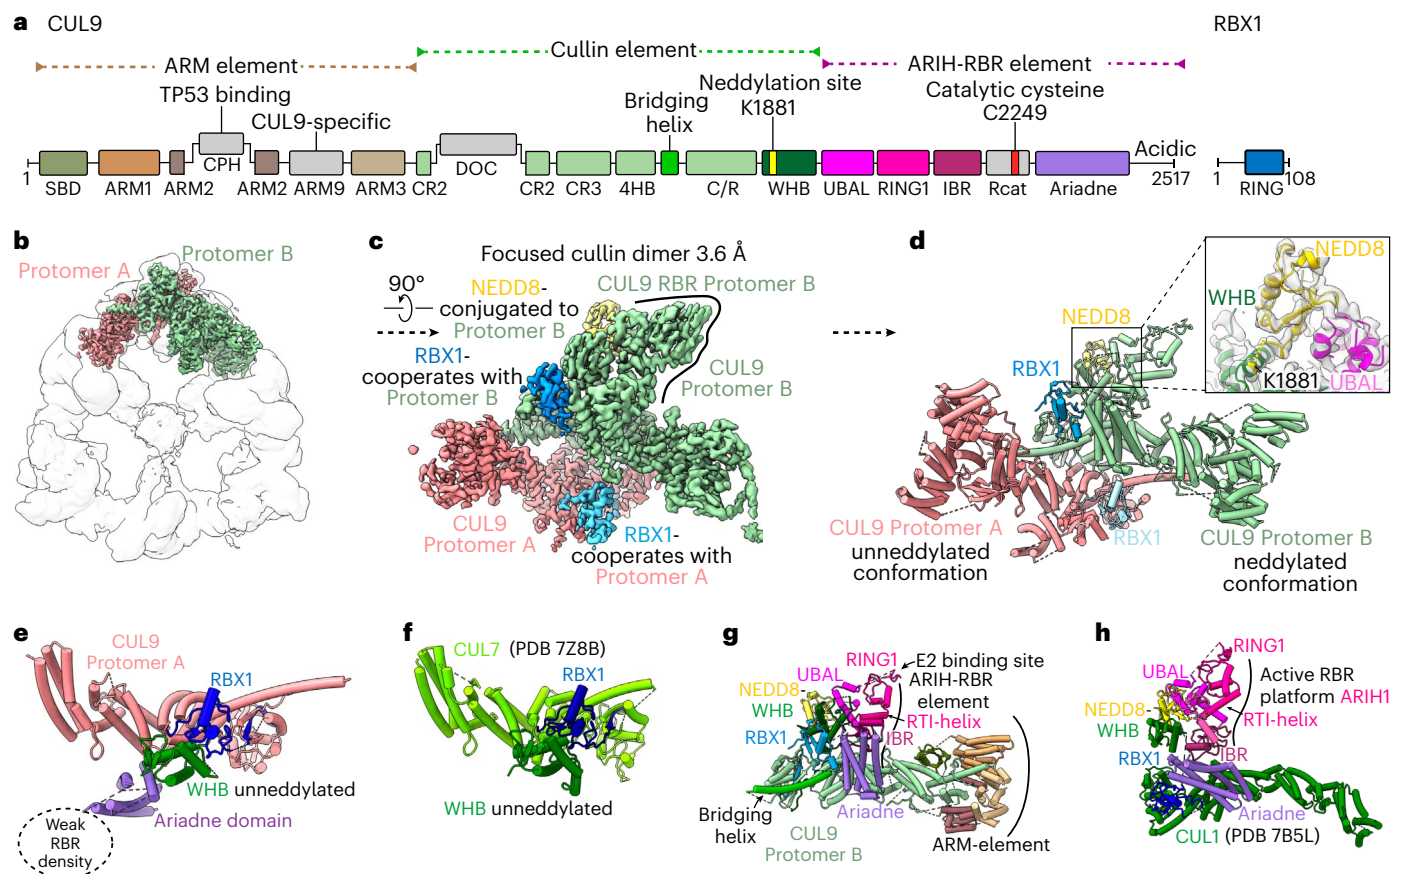 a CUL9 RBX1
Cullin element
ARM element ARIH-RBR element
TP53 binding Neddylation site Catalytic cysteine
CUL9-specific Bridging helix K1881 C2249
1 SBD ARM1 ARM2 CPH ARM2 ARM9 ARM3 CR2 DOC CR2 CR3 4HB C/R WHB UBAL RING1 IBR Rcat Ariadne Acidic 2517 1 RING 108
b
Protomer A
Protomer B
c
Focused cullin dimer 3.6 Å
90°
NEDD8-
conjugated to
Protomer B
CUL9 RBR Protomer B
RBX1-
cooperates with
Protomer B
CUL9
Protomer B
CUL9
Protomer A
RBX1-
cooperates with
Protomer A
d
NEDD8
WHB
K1881
UBAL
NEDD8
RBX1
CUL9 Protomer A
unneddylated
conformation
RBX1
CUL9 Protomer B
neddylated
conformation
e
CUL9
Protomer A
RBX1
WHB unneddylated
Ariadne domain
Weak
RBR
density
f
CUL7 (PDB 7Z8B)
RBX1
WHB unneddylated
g
RING1
E2 binding site
UBAL
ARIH-RBR
element
NEDD8
WHB
RTI-helix
RBX1
IBR
Bridging
helix
Ariadne
CUL9
Protomer B
ARM-element
h
RING1
UBAL
Active RBR
platform ARIH1
NEDD8
RTI-helix
WHB
IBR
RBX1
Ariadne
CUL1 (PDB 7B5L)